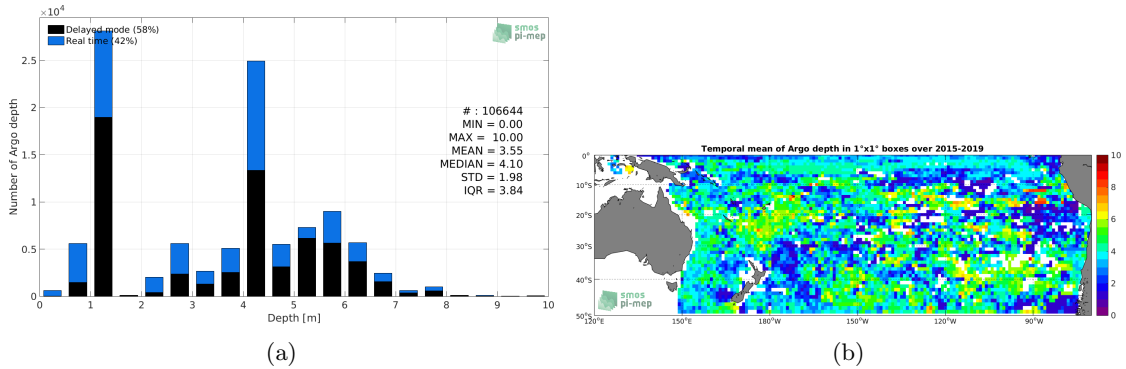 ×10⁴
Delayed mode (58%)
Real time (42%)
smos
pi-mep
2.5
2
1.5
1
0.5
0
Number of Argo depth
# : 106644
MIN = 0.00
MAX = 10.00
MEAN = 3.55
MEDIAN = 4.10
STD = 1.98
IQR = 3.84
0 1 2 3 4 5 6 7 8 9 10
Depth [m]
(a)
Temporal mean of Argo depth in 1°x1° boxes over 2015-2019
0°
10°S
20°S
30°S
40°S
50°S
120°E 150°E 180°W 150°W 120°W 90°W
smos
pi-mep
10
8
6
4
2
0
(b)